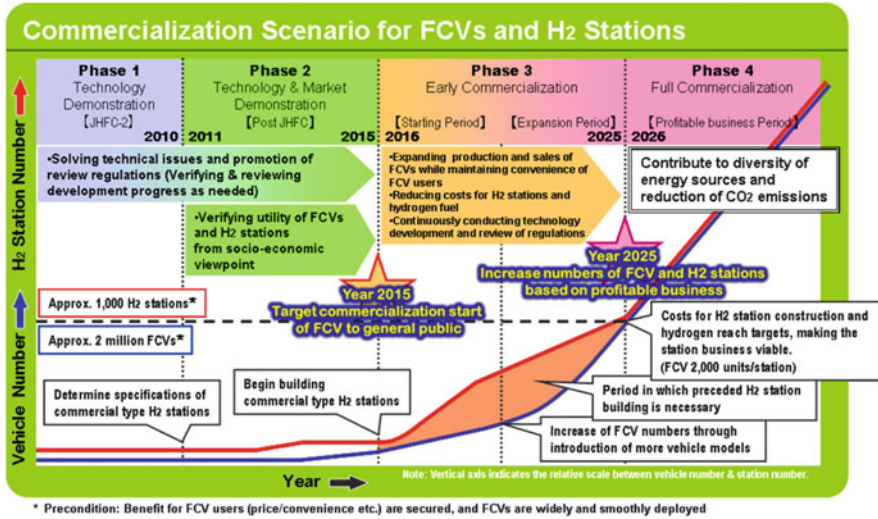 Commercialization Scenario for FCVs and H2 Stations
Phase 1
Technology
Demonstration
【JHFC-2】
2010
Phase 2
Technology & Market
Demonstration
【Post JHFC】
2011
2015
Phase 3
Early Commercialization
【Starting Period】
【Expansion Period】
2016
2025
Phase 4
Full Commercialization
【Profitable business Period】
2026
H2 Station Number
Vehicle Number
•Solving technical issues and promotion of
review regulations (Verifying & reviewing
development progress as needed)
•Verifying utility of FCVs
and H2 stations
from socio-economic
viewpoint
•Expanding production and sales of
FCVs while maintaining convenience of
FCV users
•Reducing costs for H2 stations and
hydrogen fuel
•Continuously conducting technology
development and review of regulations
Contribute to diversity of
energy sources and
reduction of CO2 emissions
Year 2015
Target commercialization start
of FCV to general public
Year 2025
Increase numbers of FCV and H2 stations
based on profitable business
Approx. 1,000 H2 stations*
Approx. 2 million FCVs*
Costs for H2 station construction and
hydrogen reach targets, making the
station business viable.
(FCV 2,000 units/station)
Determine specifications of
commercial type H2 stations
Begin building
commercial type H2 stations
Period in which preceded H2 station
building is necessary
Increase of FCV numbers through
introduction of more vehicle models
Year
Note: Vertical axis indicates the relative scale between vehicle number & station number.
* Precondition: Benefit for FCV users (price/convenience etc.) are secured, and FCVs are widely and smoothly deployed